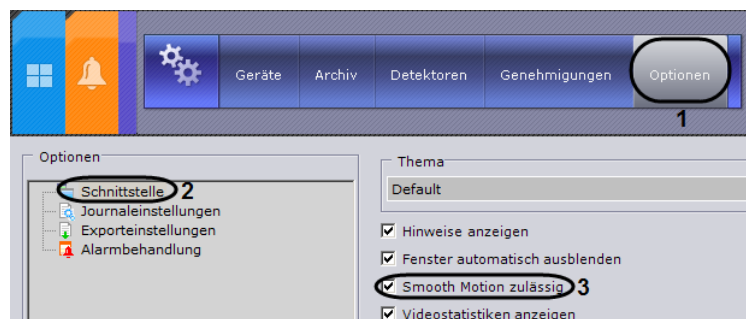 Geräte Archiv Detektoren Genehmigungen Optionen
1
Optionen
Schnittstelle 2
Journaleinstellungen
Exporteinstellungen
Alarmbehandlung
Thema
Default
Hinweise anzeigen
Fenster automatisch ausblenden
Smooth Motion zulässig 3
Videostatistiken anzeigen